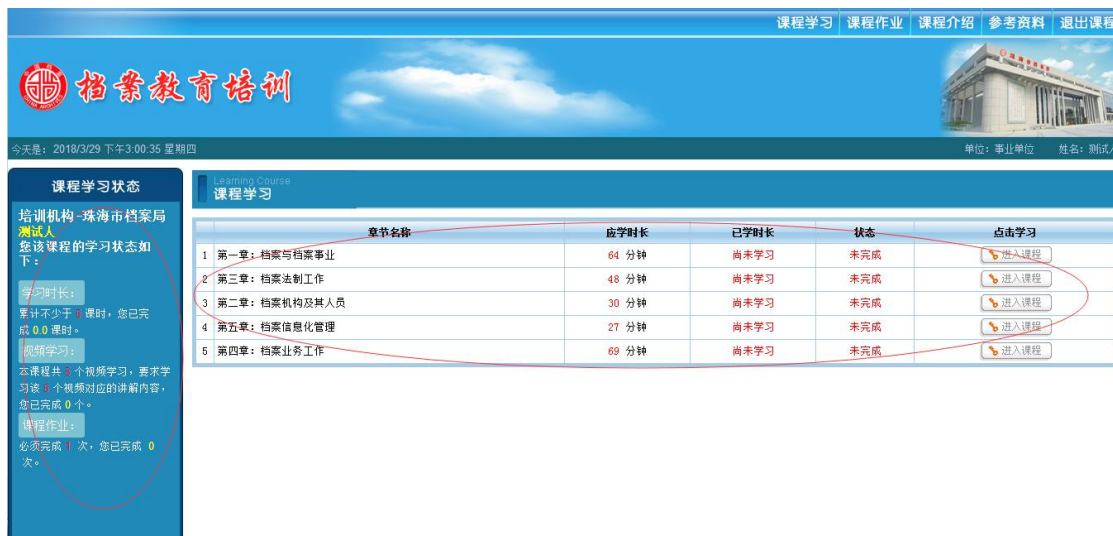 课程学习 课程作业 课程介绍 参考资料 退出课程
档案教育培训
今天是：2018/3/29 下午3:00:35 星期四 单位：事业单位 姓名：测试人
课程学习状态
培训机构-珠海市档案局
测试人
您该课程的学习状态如
下：
学习时长：
累计不少于 课时，您已完
成 0.0 课时。
视频学习：
本课程共 个视频学习，要求学
习该 个视频对应的讲解内容，
您已完成 0 个。
课程作业：
必须完成 1 次，您已完成 0
次。
Learning Course
课程学习
章节名称 应学时长 已学时长 状态 点击学习
1 第一章：档案与档案事业 64 分钟 尚未学习 未完成 进入课程
2 第三章：档案法制工作 48 分钟 尚未学习 未完成 进入课程
3 第二章：档案机构及其人员 30 分钟 尚未学习 未完成 进入课程
4 第五章：档案信息化管理 27 分钟 尚未学习 未完成 进入课程
5 第四章：档案业务工作 69 分钟 尚未学习 未完成 进入课程